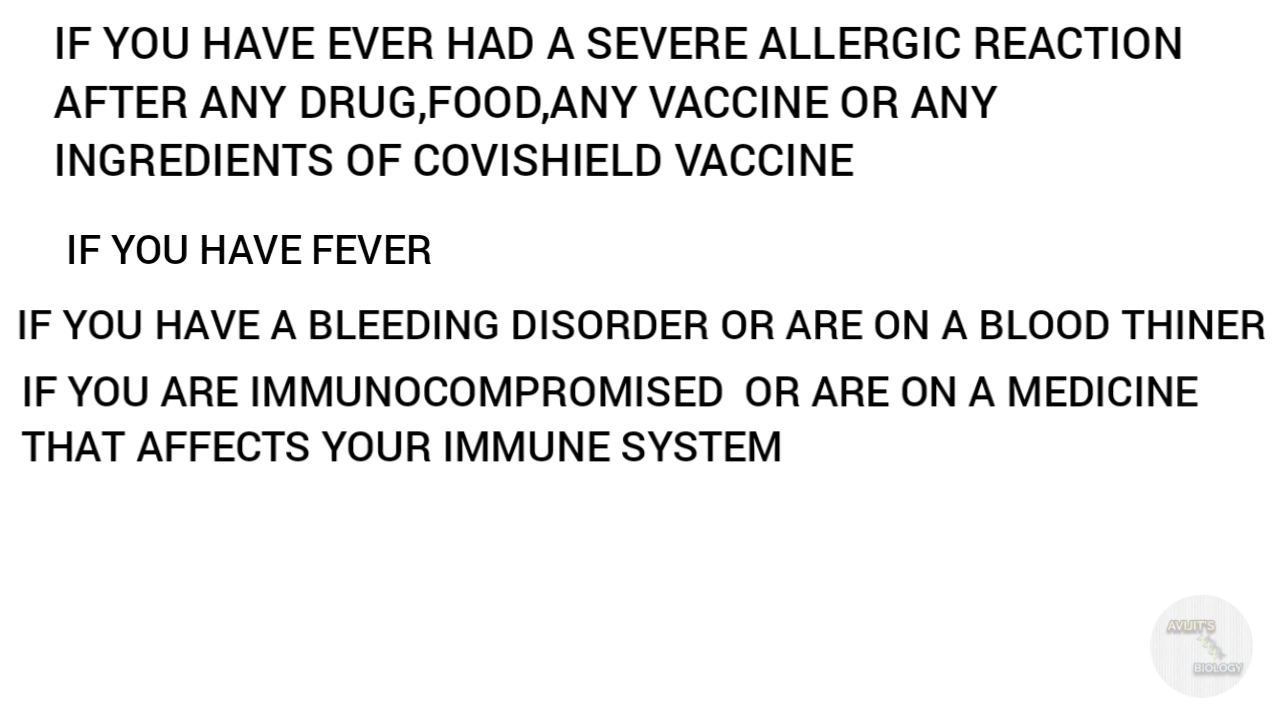 IF YOU HAVE EVER HAD A SEVERE ALLERGIC REACTION
AFTER ANY DRUG,FOOD,ANY VACCINE OR ANY
INGREDIENTS OF COVISHIELD VACCINE
IF YOU HAVE FEVER
IF YOU HAVE A BLEEDING DISORDER OR ARE ON A BLOOD THINER
IF YOU ARE IMMUNOCOMPROMISED OR ARE ON A MEDICINE
THAT AFFECTS YOUR IMMUNE SYSTEM
AVIJIT'S
BIOLOGY